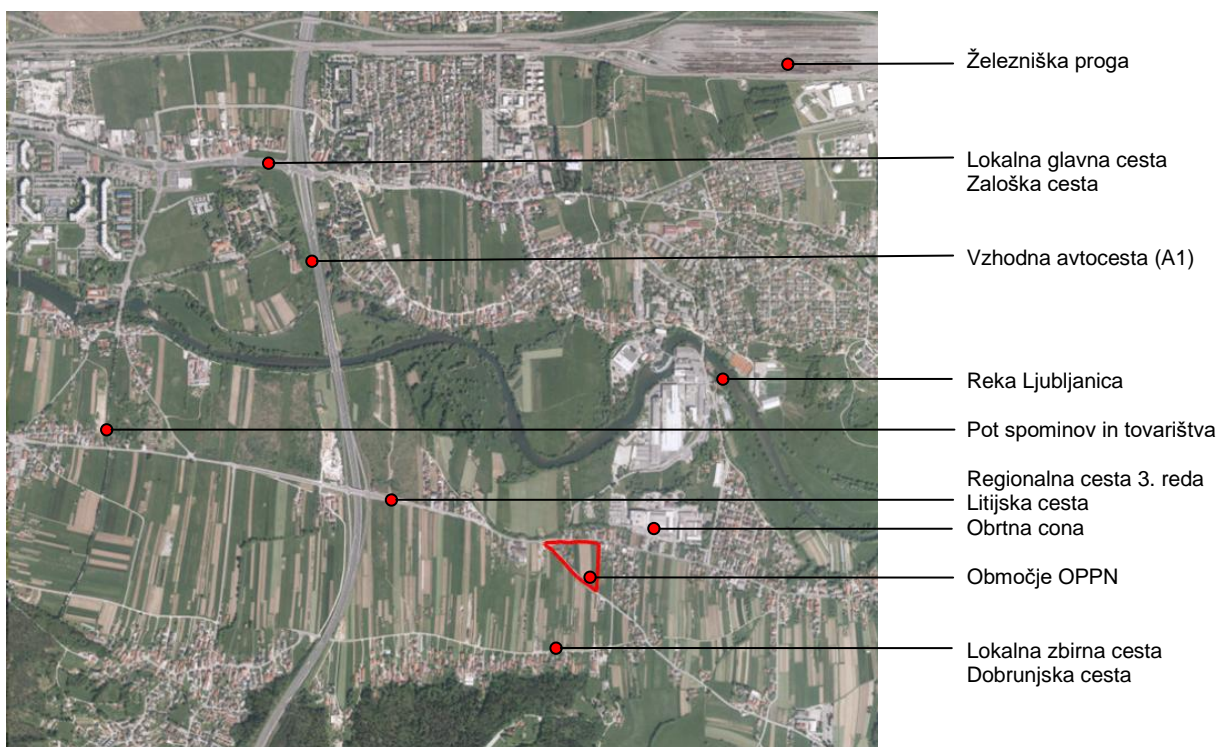 Železniška proga
Lokalna glavna cesta
Zaloška cesta
Vzhodna avtocesta (A1)
Reka Ljubljanica
Pot spominov in tovarištva
Regionalna cesta 3. reda
Litijska cesta
Obrtna cona
Območje OPPN
Lokalna zbirna cesta
Dobrunjska cesta